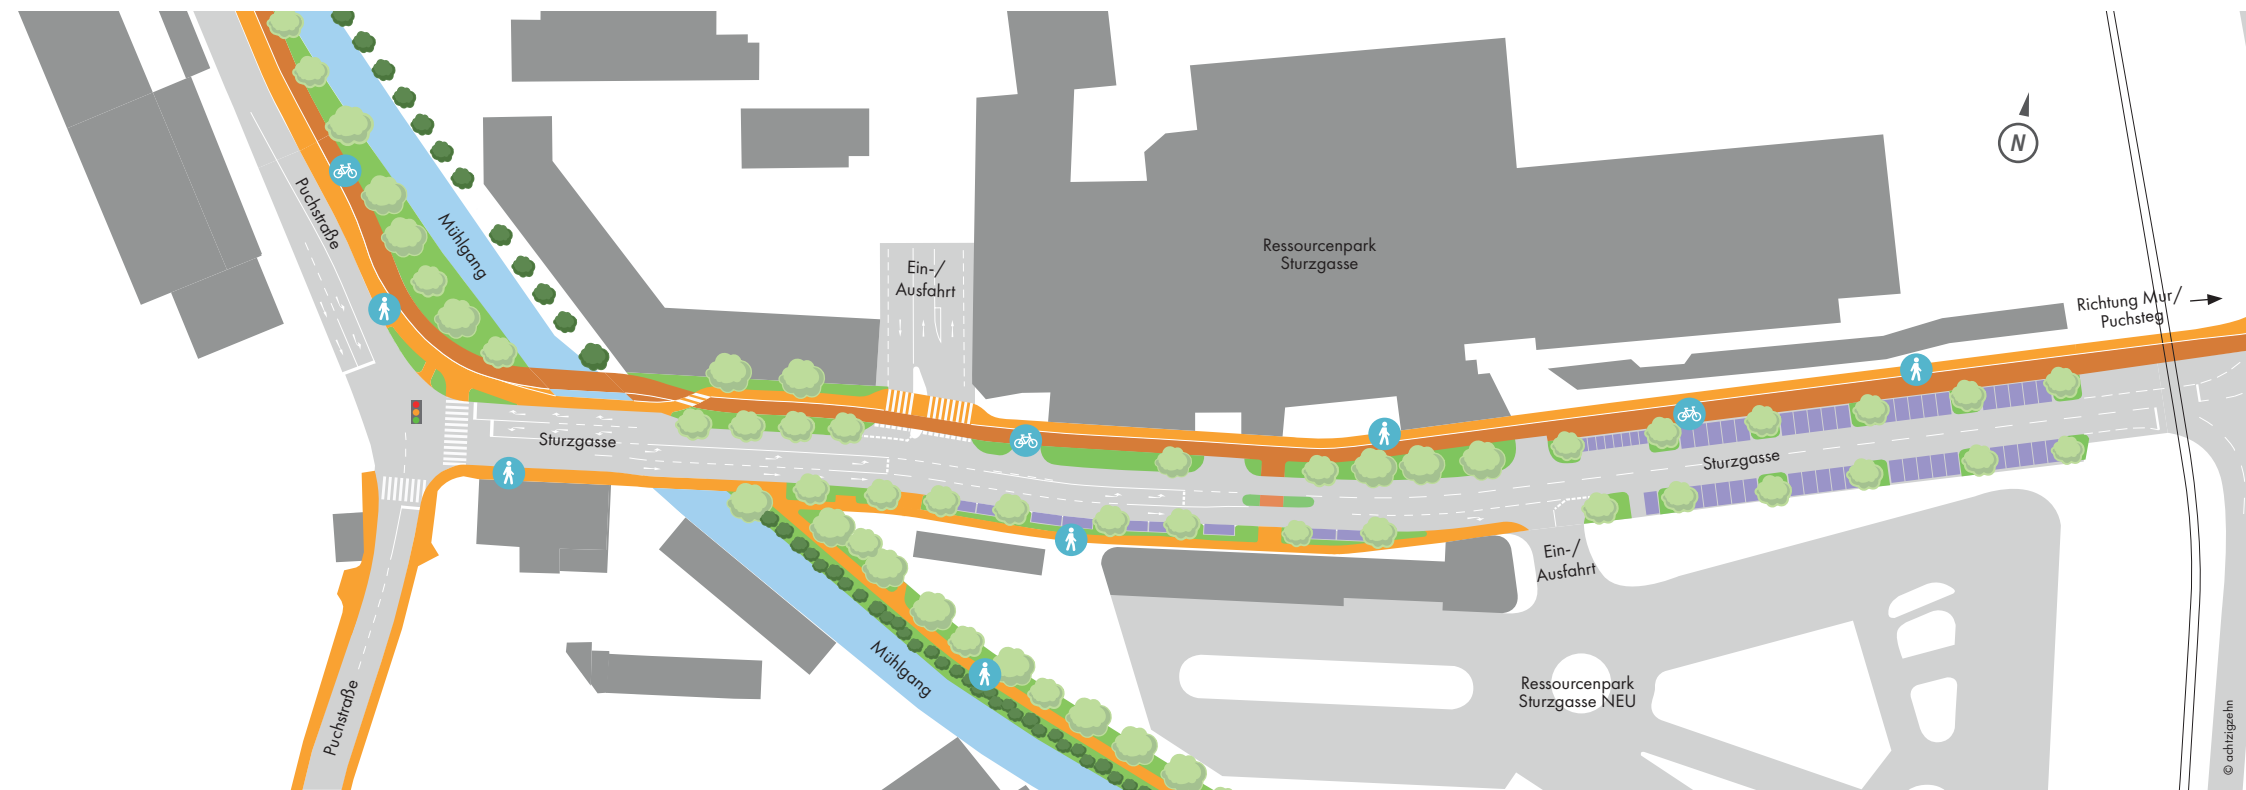 Puchstraße
Mühlgang
Ein-/
Ausfahrt
Ressourcenpark
Sturzgasse
N
Richtung Mur/
Puchsteg
Sturzgasse
Sturzgasse
Ein-/
Ausfahrt
Mühlgang
Puchstraße
Ressourcenpark
Sturzgasse NEU
© achtzigzehn